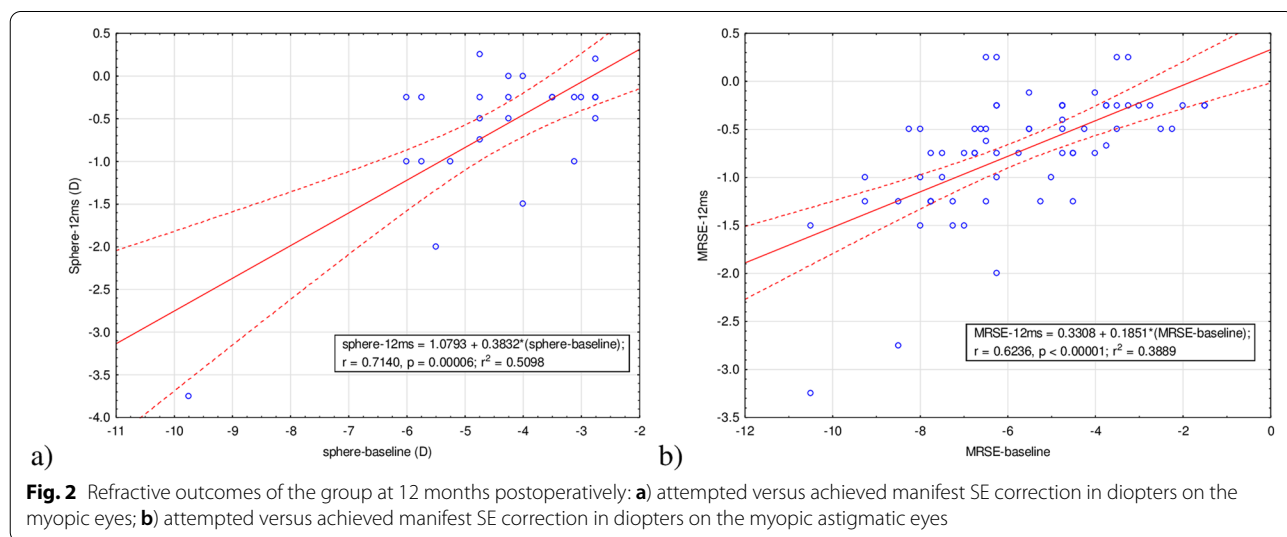 0.5
0.0
-0.5
-1.0
-1.5
-2.0
-2.5
-3.0
-3.5
-4.0
Sphere-12ms (D)
sphere-12ms = 1.0793 + 0.3832*(sphere-baseline);
r = 0.7140, p = 0.00006; r² = 0.5098
-11 -10 -9 -8 -7 -6 -5 -4 -3 -2
sphere-baseline (D)
a)
0.5
0.0
-0.5
-1.0
-1.5
-2.0
-2.5
-3.0
-3.5
MRSE-12ms
MRSE-12ms = 0.3308 + 0.1851*(MRSE-baseline);
r = 0.6236, p < 0.00001; r² = 0.3889
-12 -10 -8 -6 -4 -2 0
MRSE-baseline
b)
Fig. 2 Refractive outcomes of the group at 12 months postoperatively: a) attempted versus achieved manifest SE correction in diopters on the
myopic eyes; b) attempted versus achieved manifest SE correction in diopters on the myopic astigmatic eyes